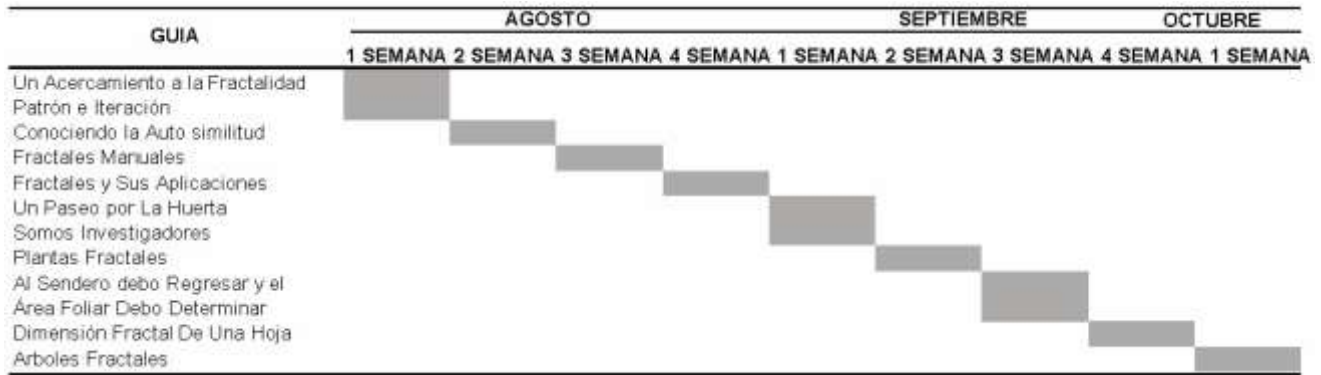 GUIA
AGOSTO SEPTIEMBRE OCTUBRE
1 SEMANA 2 SEMANA 3 SEMANA 4 SEMANA 1 SEMANA 2 SEMANA 3 SEMANA 4 SEMANA 1 SEMANA
Un Acercamiento a la Fractalidad
Patrón e Iteración
Conociendo la Auto similitud
Fractales Manuales
Fractales y Sus Aplicaciones
Un Paseo por La Huerta
Somos Investigadores
Plantas Fractales
Al Sendero debo Regresar y el
Área Foliar Debo Determinar
Dimensión Fractal De Una Hoja
Arboles Fractales